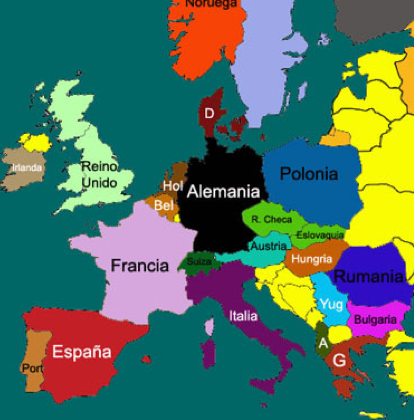 Noruega
D
Reino
Unido
Irlanda
Hol
Bel
Alemania
Polonia
R. Checa
Eslovaquia
Austria
Suiza
Hungria
Rumania
Francia
Yug
Bulgaria
Italia
A
G
España
Port